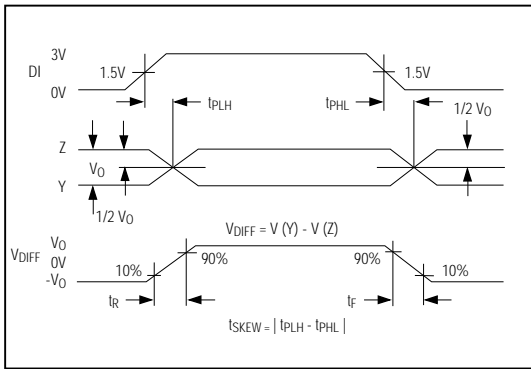 3V
DI
1.5V
1.5V
0V
tPLH
tPHL
1/2 VO
Z
VO
Y
1/2 VO
VDIFF = V (Y) - V (Z)
VO
VDIFF
0V
-VO
10%
90%
90%
10%
tR
tF
tSKEW = | tPLH - tPHL |